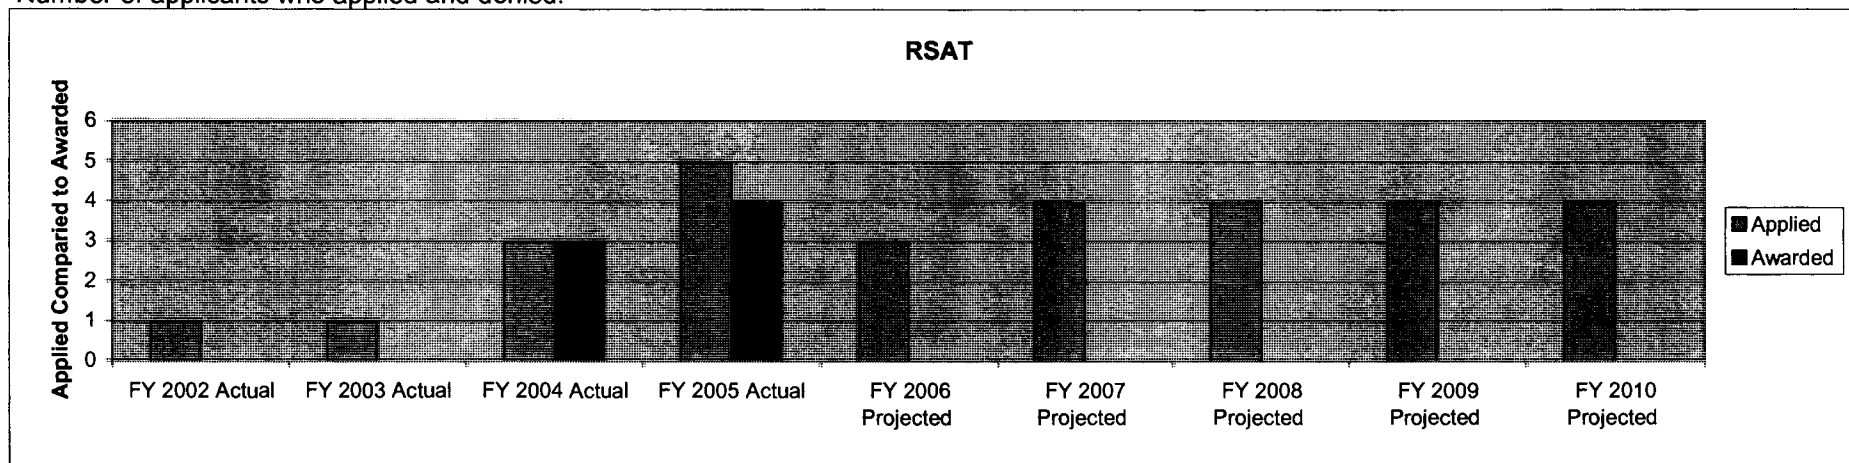 Number of applicants who applied and denied.
RSAT
Applied Comparied to Awarded
6
5
4
3
2
1
0
FY 2002 Actual FY 2003 Actual FY 2004 Actual FY 2005 Actual FY 2006 FY 2007 FY 2008 FY 2009 FY 2010
Projected Projected Projected Projected Projected
Applied
Awarded